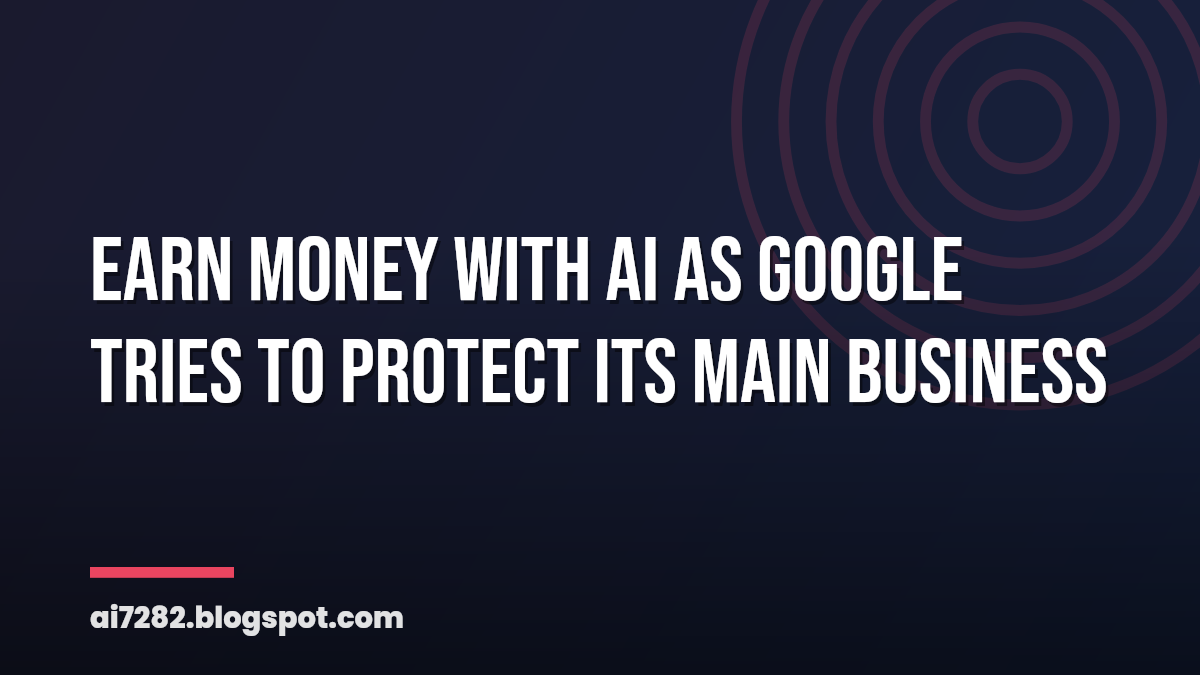 EARN MONEY WITH AI AS GOOGLE
TRIES TO PROTECT ITS MAIN BUSINESS
ai7282.blogspot.com